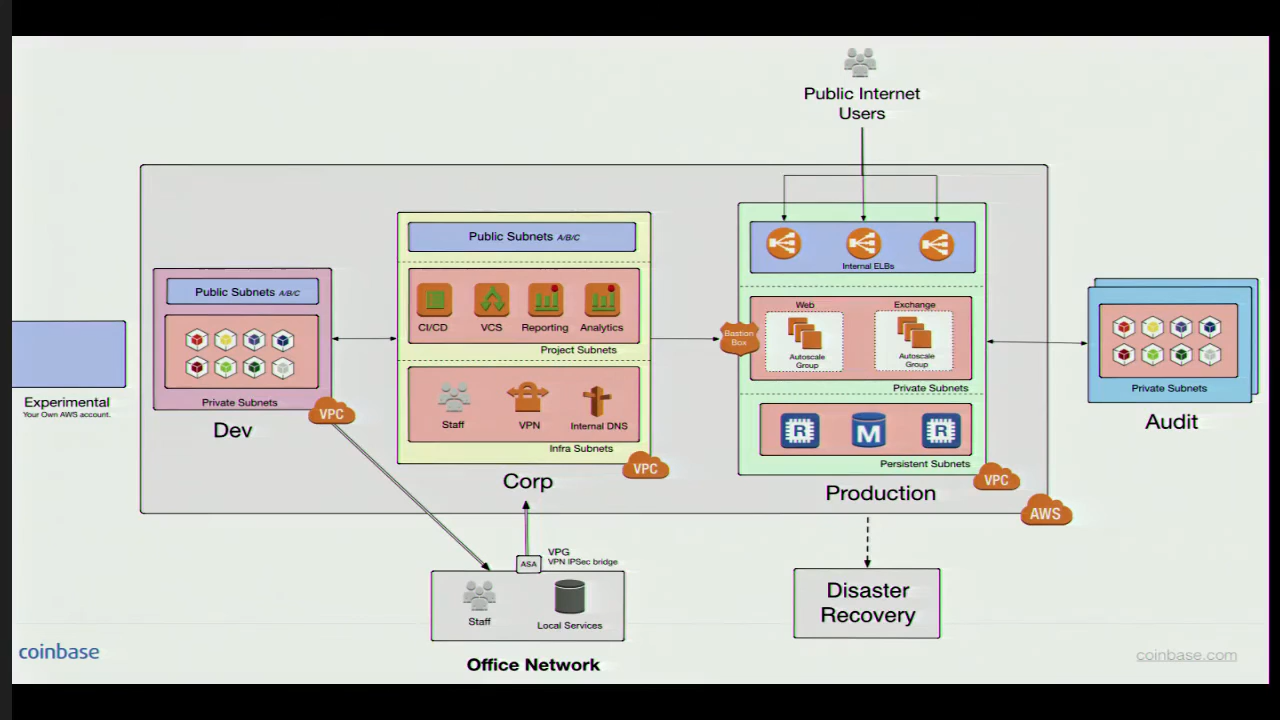 Public Internet
Users
Public Subnets A/B/C
Internal ELBs
Public Subnets A/B/C
CI/CD
VCS
Reporting
Analytics
Project Subnets
Web
Exchange
Bastion
Box
Autoscale
Group
Autoscale
Group
Private Subnets
Private Subnets
Audit
Experimental
Your Own AWS account.
Private Subnets
VPC
Dev
Staff
VPN
Internal DNS
Infra Subnets
VPC
Corp
R
M
R
Persistent Subnets
VPC
Production
AWS
ASA
VPG
VPN IPSec bridge
Staff
Local Services
Office Network
Disaster
Recovery
coinbase
coinbase.com